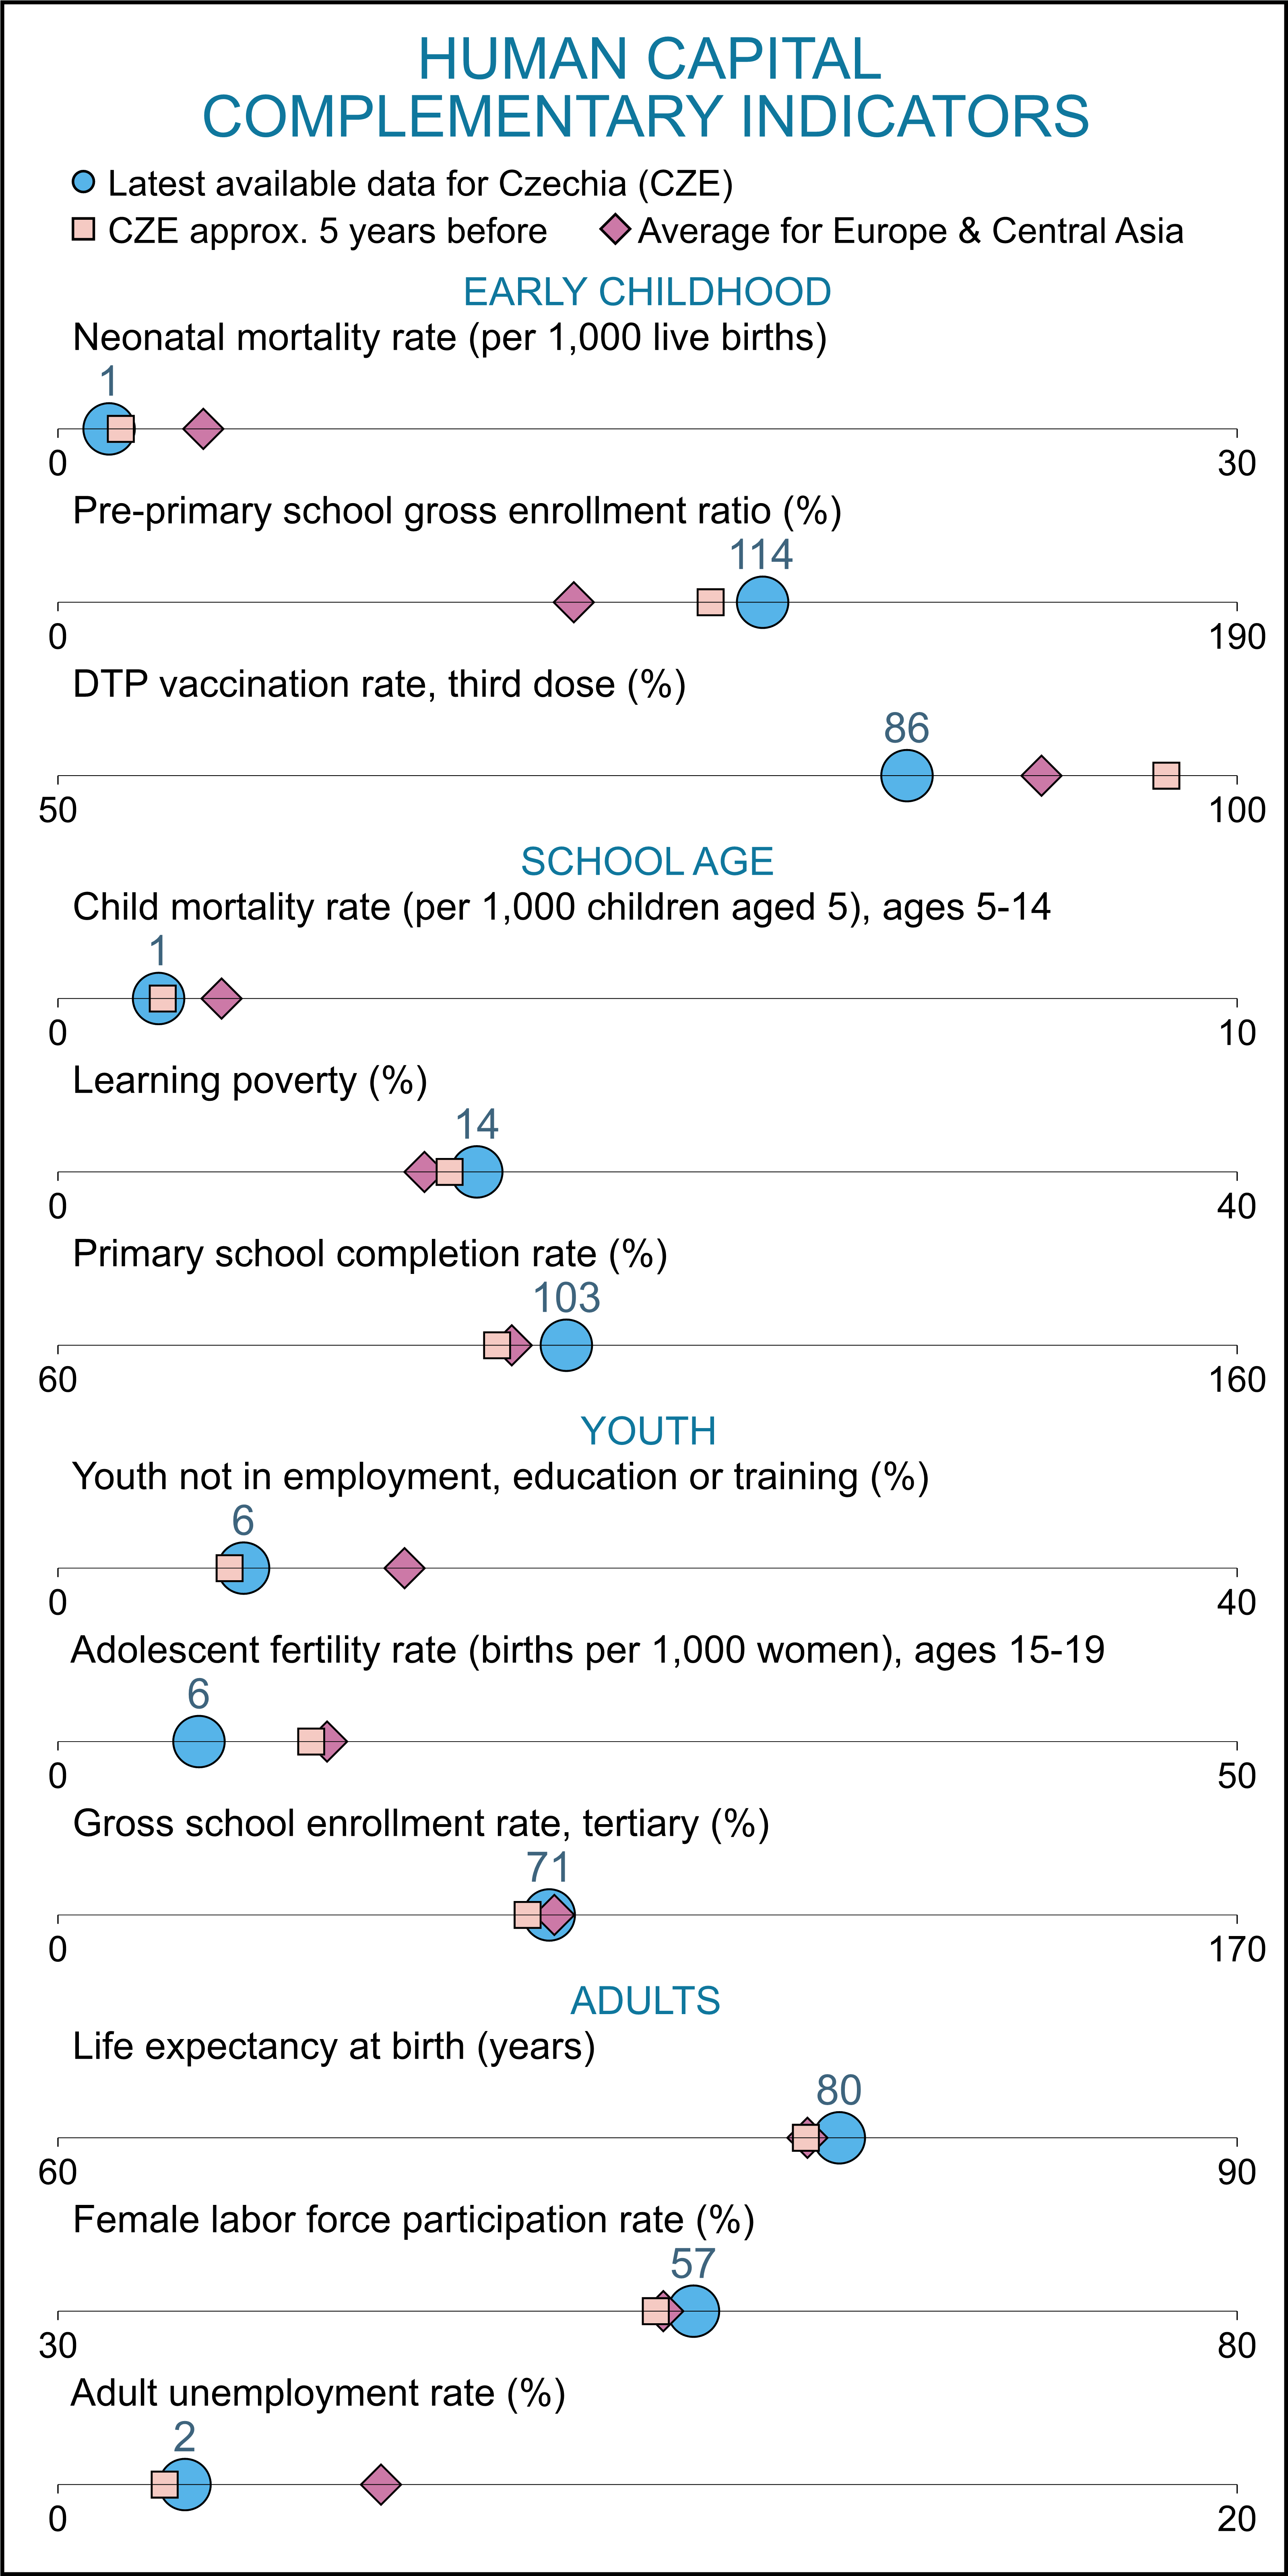 HUMAN CAPITAL
COMPLEMENTARY INDICATORS
Latest available data for Czechia (CZE)
CZE approx. 5 years before Average for Europe & Central Asia
EARLY CHILDHOOD
Neonatal mortality rate (per 1,000 live births)
1
0 30
Pre-primary school gross enrollment ratio (%)
114
0 190
DTP vaccination rate, third dose (%)
86
50 100
SCHOOL AGE
Child mortality rate (per 1,000 children aged 5), ages 5-14
1
0 10
Learning poverty (%)
14
0 40
Primary school completion rate (%)
103
60 160
YOUTH
Youth not in employment, education or training (%)
6
0 40
Adolescent fertility rate (births per 1,000 women), ages 15-19
6
0 50
Gross school enrollment rate, tertiary (%)
71
0 170
ADULTS
Life expectancy at birth (years)
80
60 90
Female labor force participation rate (%)
57
30 80
Adult unemployment rate (%)
2
0 20